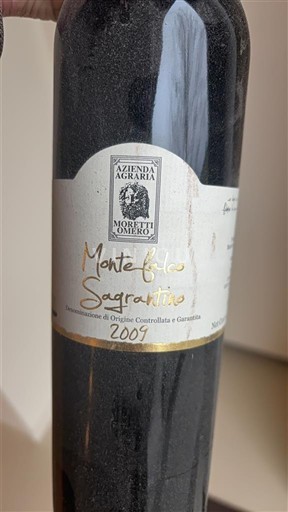 AZIENDA
AGRARIA
MORETTI
OMERO
Montefalco
Sagrantino
Denominazione di Origine Controllata e Garantita
2009